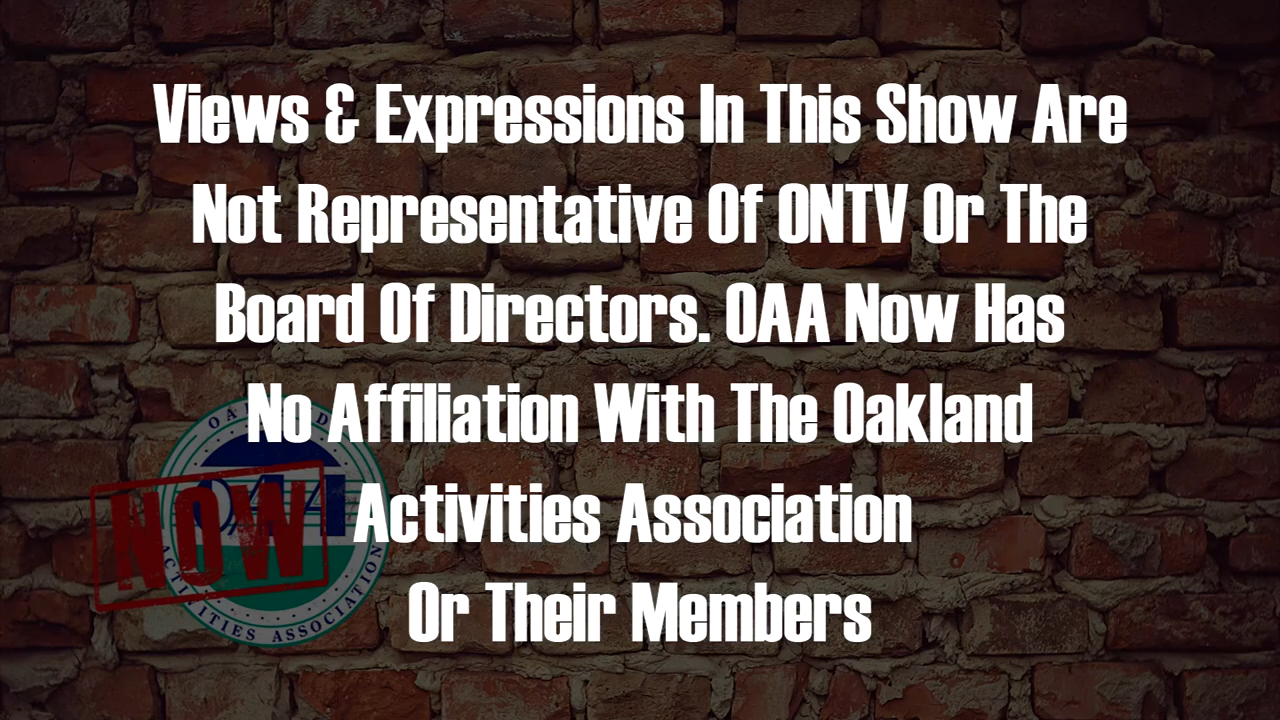 Views & Expressions In This Show Are
Not Representative Of ONTV Or The
Board Of Directors. OAA Now Has
No Affiliation With The Oakland
Activities Association
Or Their Members
OAA
NOW
ACTIVITIES ASSOCIATION